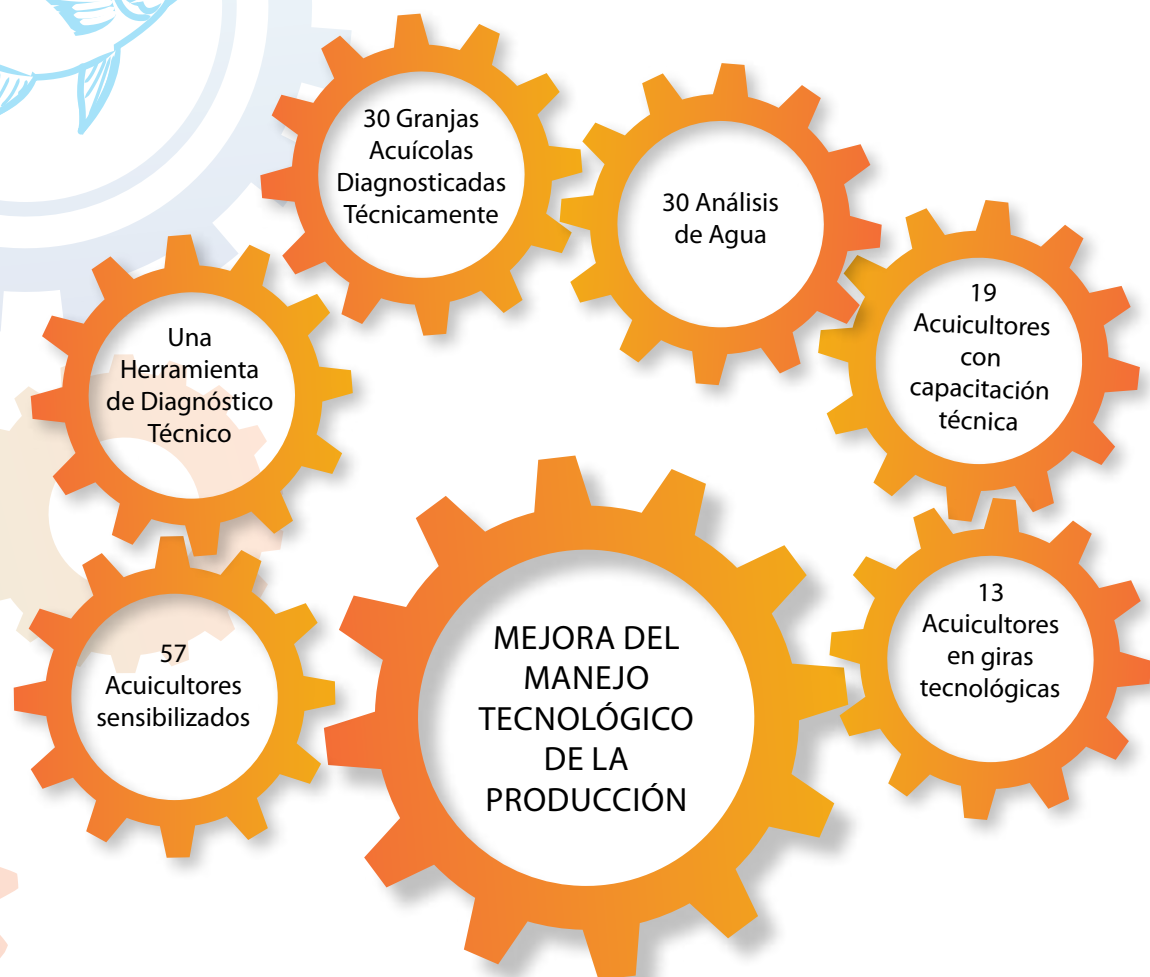 30 Granjas
Acuícolas
Diagnosticadas
Técnicamente
30 Análisis
de Agua
19
Acuicultores
con
capacitación
técnica
Una
Herramienta
de Diagnóstico
Técnico
13
Acuicultores
en giras
tecnológicas
57
Acuicultores
sensibilizados
MEJORA DEL
MANEJO
TECNOLÓGICO
DE LA
PRODUCCIÓN